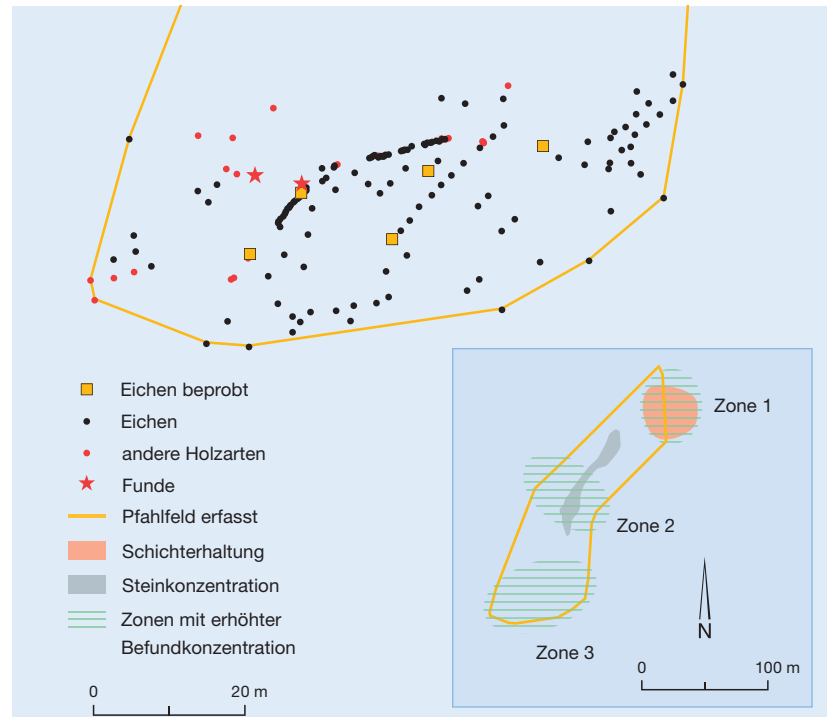 Eichen beprobt
Eichen
andere Holzarten
Funde
Pfahlfeld erfasst
Schichterhaltung
Steinkonzentration
Zonen mit erhöhter
Befundkonzentration
0 20 m
Zone 1
Zone 2
Zone 3
N
0 100 m